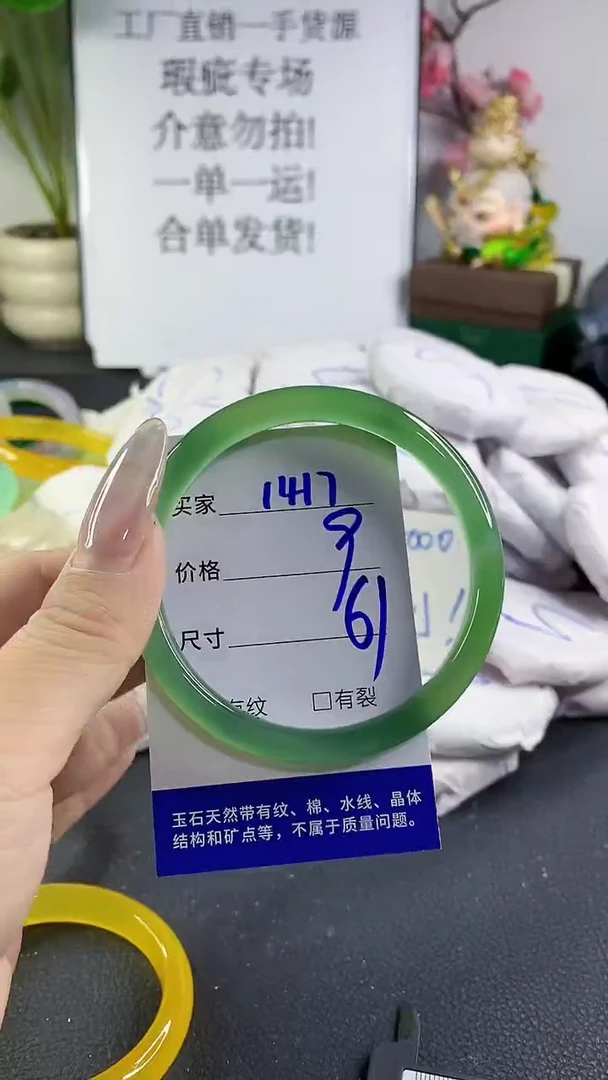 工厂直销一手货源
瑕疵专场
介意勿拍!
一单一运!
合单发货!
买家 1417
价格 9
尺寸 61
有纹 □有裂
玉石天然带有纹、棉、水线、晶体
结构和矿点等，不属于质量问题。